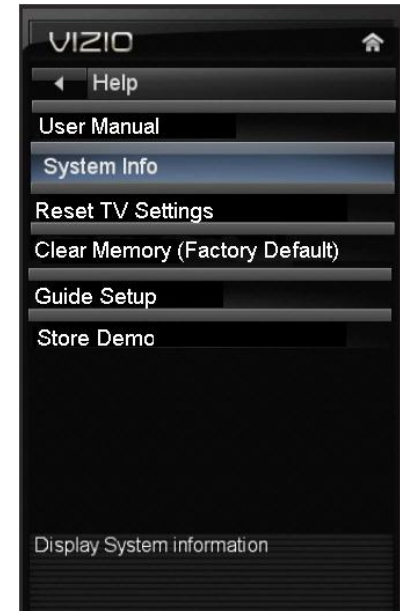 VIZIO
Help
User Manual
System Info
Reset TV Settings
Clear Memory (Factory Default)
Guide Setup
Store Demo
Display System information